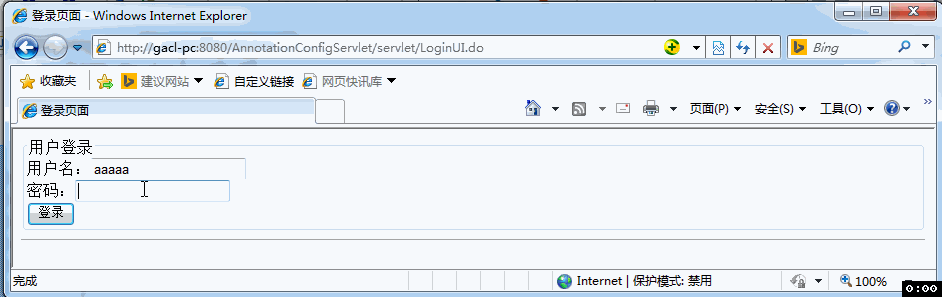 登录页面 - Windows Internet Explorer
http://gacl-pc:8080/AnnotationConfigServlet/servlet/LoginUI.do
Bing
收藏夹 建议网站 自定义链接 网页快讯库
登录页面 页面(P) 安全(S) 工具(O) »
用户登录
用户名： aaaaa
密码：
登录
完成 Internet | 保护模式: 禁用 100%
0:00